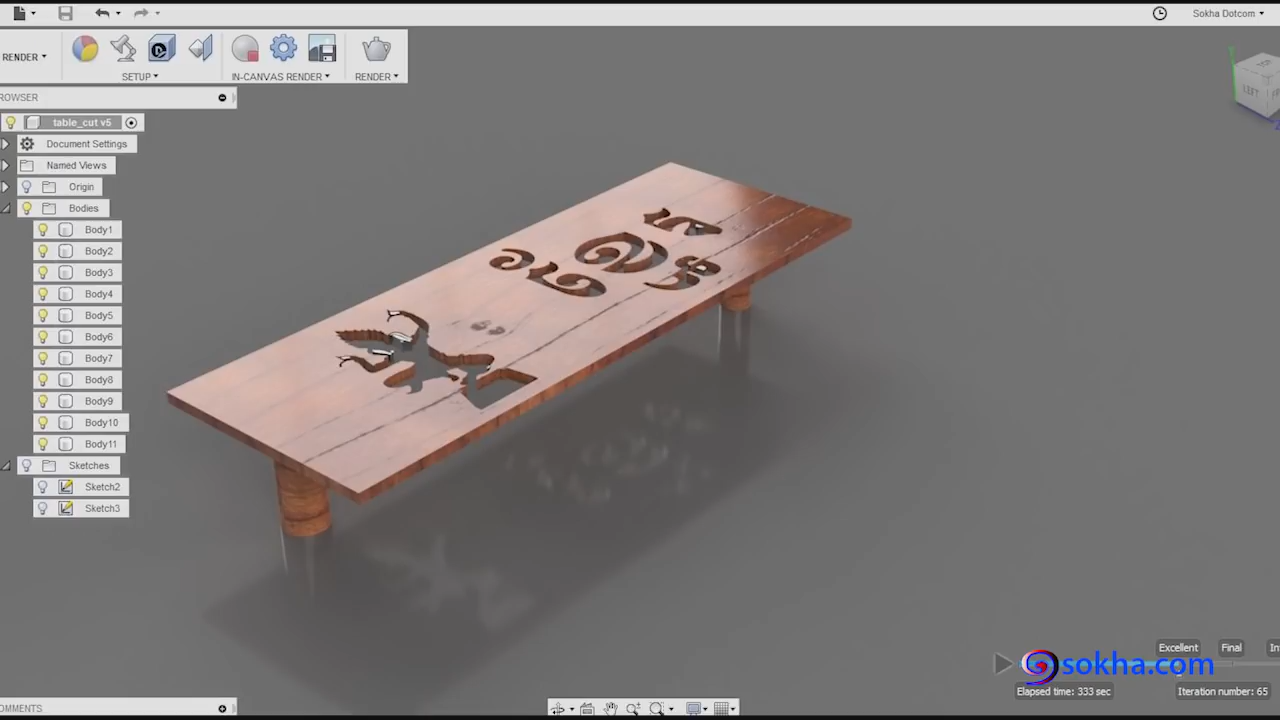 Sokha Dotcom
RENDER
SETUP
IN-CANVAS RENDER
RENDER
ROWSER
table_cut v5
Document Settings
Named Views
Origin
Bodies
Body1
Body2
Body3
Body4
Body5
Body6
Body7
Body8
Body9
Body10
Body11
Sketches
Sketch2
Sketch3
TOP
LEFT
Excellent
Final
sokha.com
Elapsed time: 333 sec
Iteration number: 65
OMMENTS